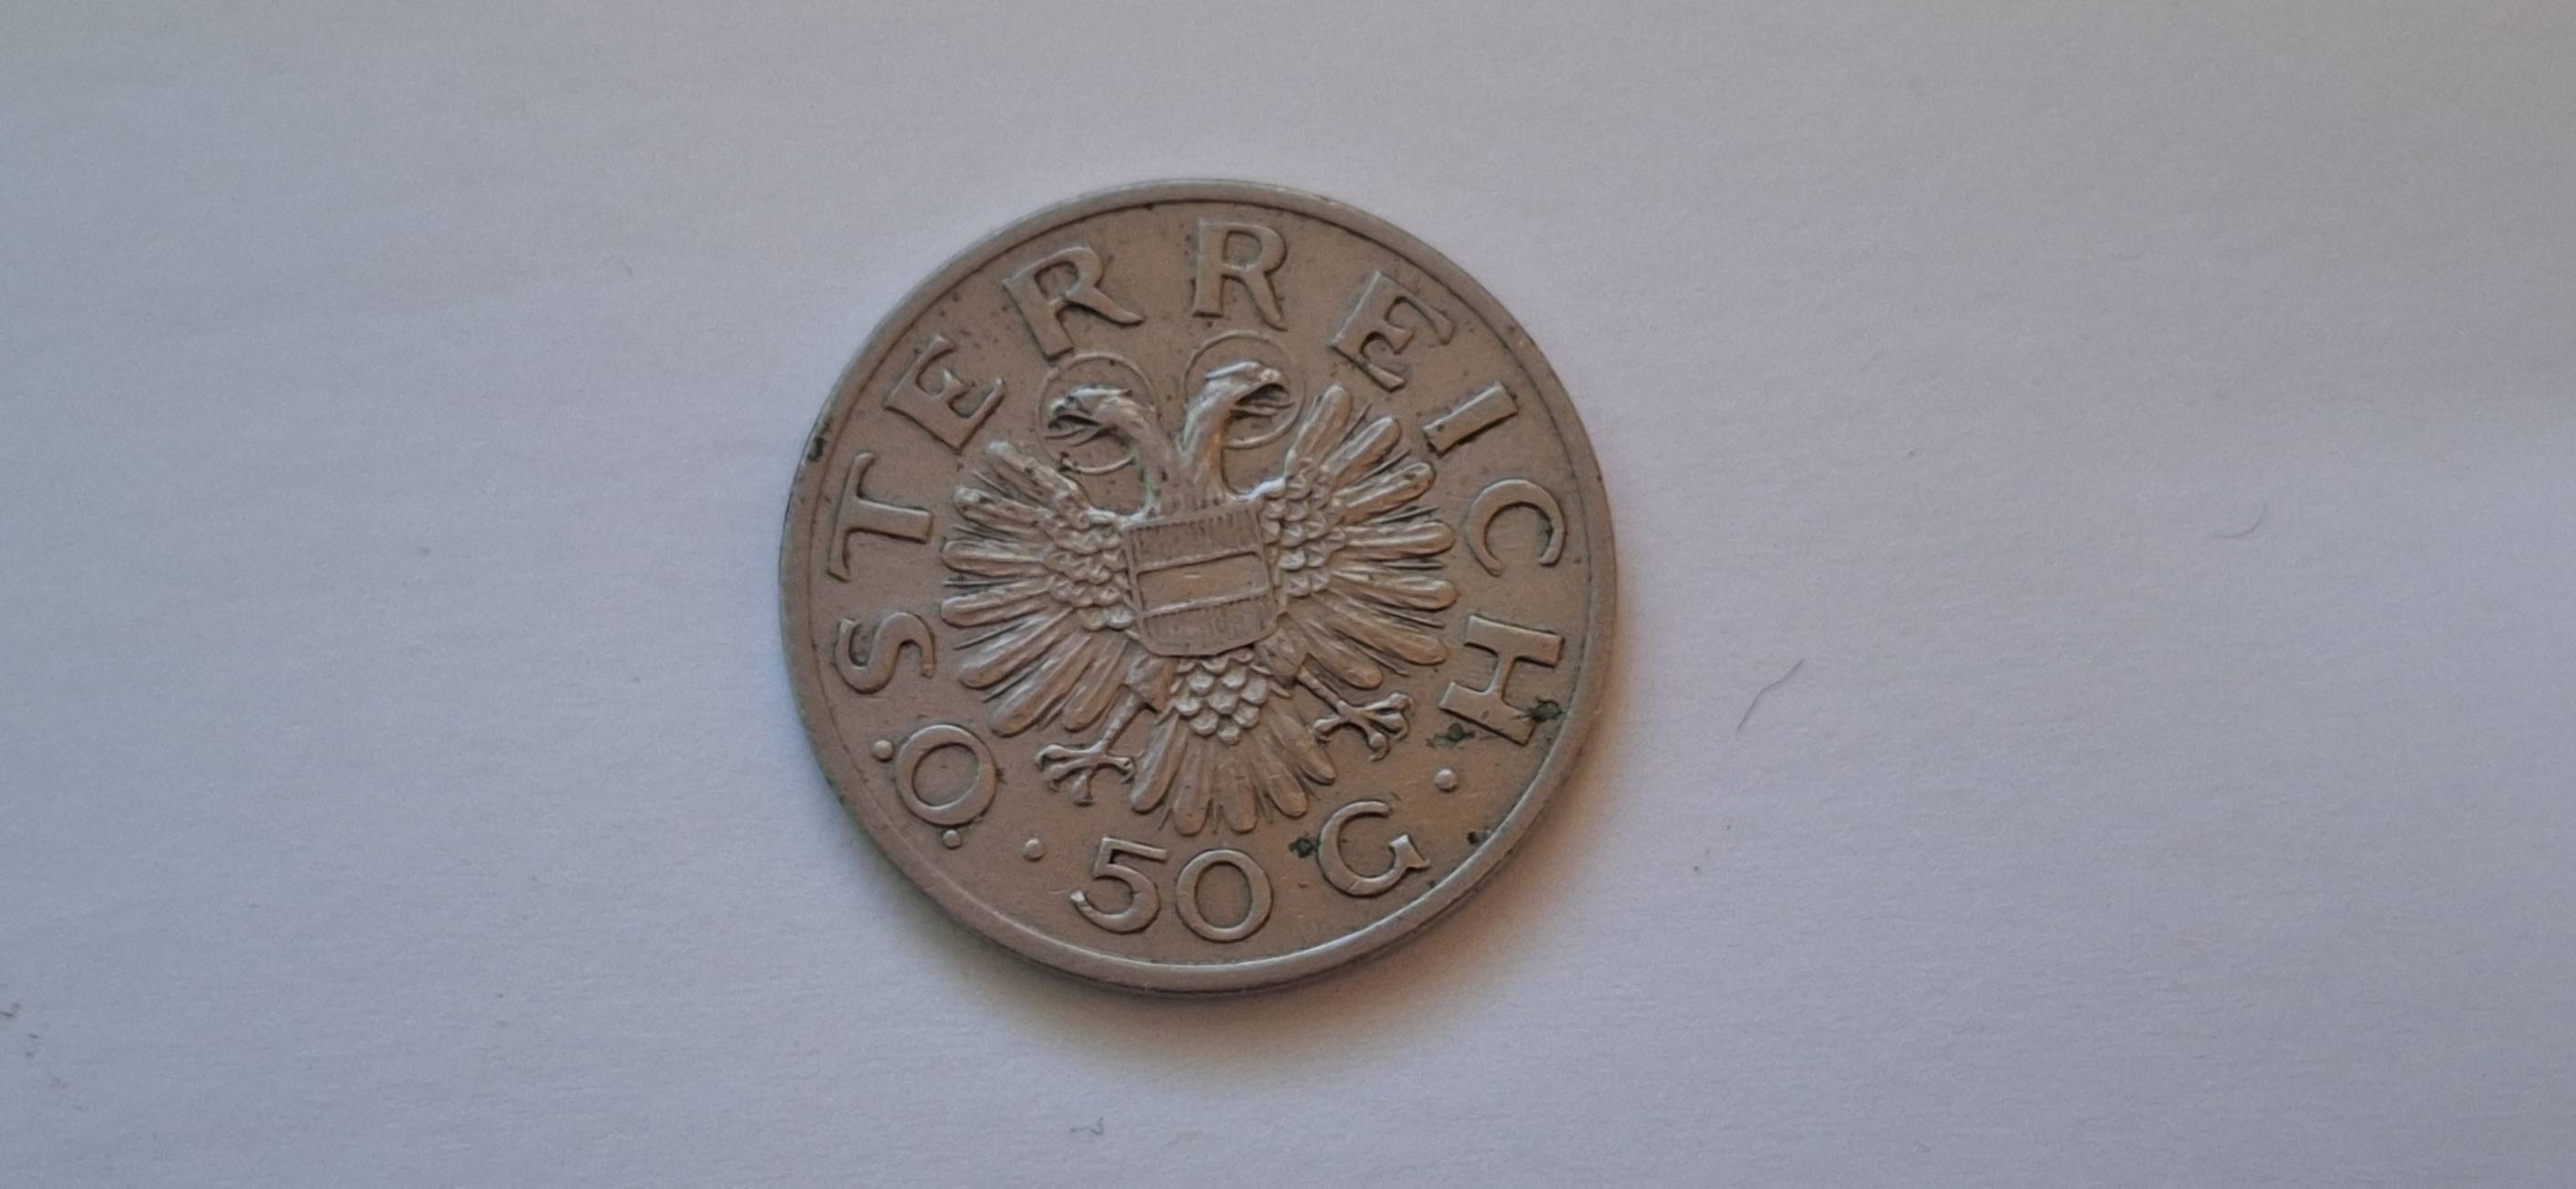 ÖSTERREICH
· 50 G ·